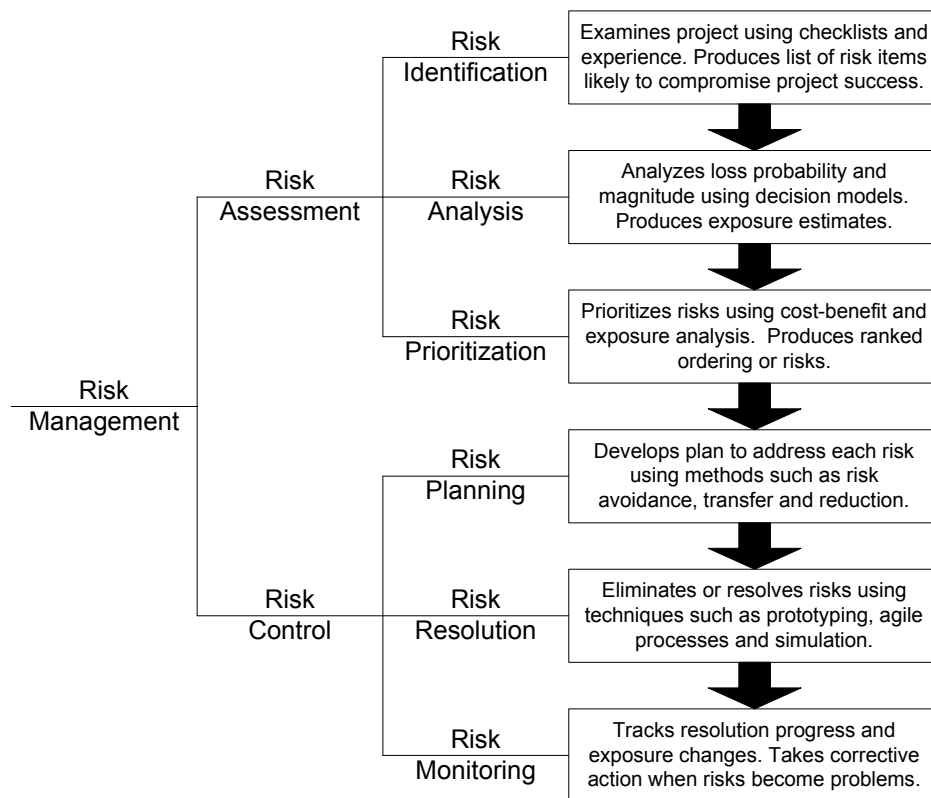 Risk
Management
Risk
Assessment
Risk
Identification
Examines project using checklists and
experience. Produces list of risk items
likely to compromise project success.
Risk
Analysis
Analyzes loss probability and
magnitude using decision models.
Produces exposure estimates.
Risk
Prioritization
Prioritizes risks using cost-benefit and
exposure analysis.  Produces ranked
ordering or risks.
Risk
Control
Risk
Planning
Develops plan to address each risk
using methods such as risk
avoidance, transfer and reduction.
Risk
Resolution
Eliminates or resolves risks using
techniques such as prototyping, agile
processes and simulation.
Risk
Monitoring
Tracks resolution progress and
exposure changes. Takes corrective
action when risks become problems.